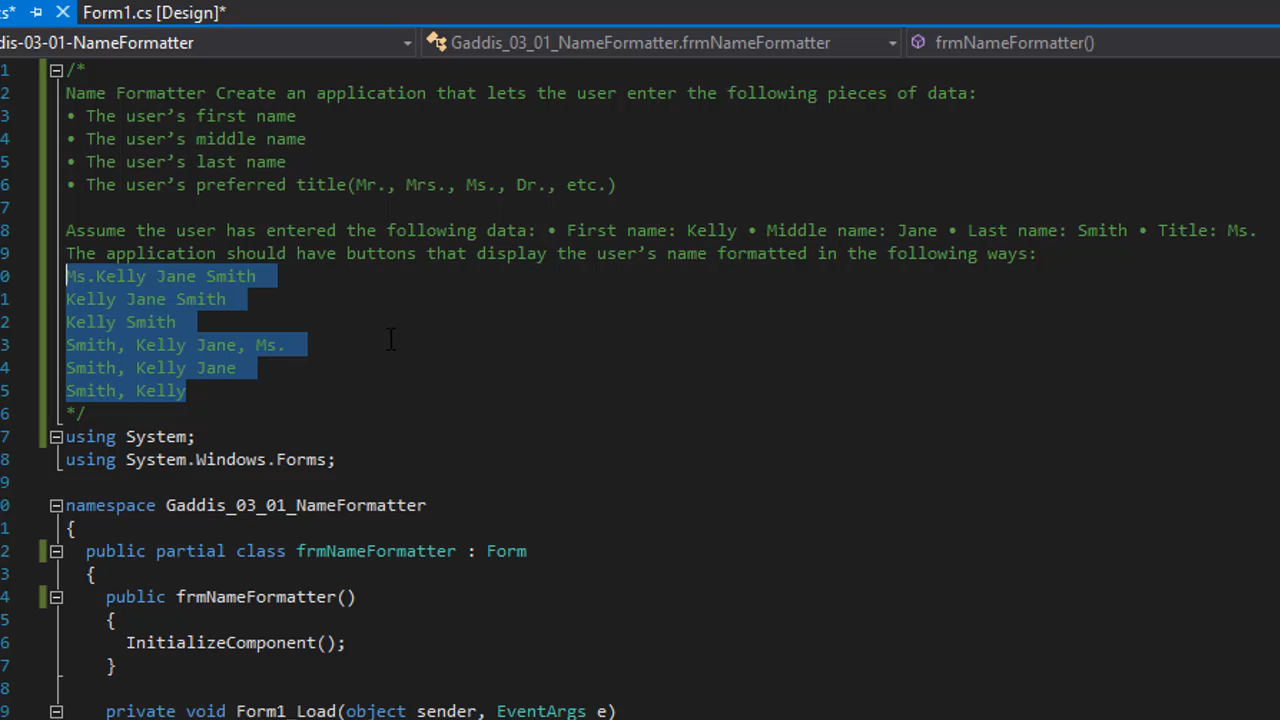 cs* Form1.cs [Design]*
dis-03-01-NameFormatter Gaddis_03_01_NameFormatter.frmNameFormatter frmNameFormatter()
1 /*
2 Name Formatter Create an application that lets the user enter the following pieces of data:
3 • The user’s first name
4 • The user’s middle name
5 • The user’s last name
6 • The user’s preferred title(Mr., Mrs., Ms., Dr., etc.)
7
8 Assume the user has entered the following data: • First name: Kelly • Middle name: Jane • Last name: Smith • Title: Ms.
9 The application should have buttons that display the user’s name formatted in the following ways:
0 Ms.Kelly Jane Smith
1 Kelly Jane Smith
2 Kelly Smith
3 Smith, Kelly Jane, Ms.
4 Smith, Kelly Jane
5 Smith, Kelly
6 */
7 using System;
8 using System.Windows.Forms;
9
0 namespace Gaddis_03_01_NameFormatter
1 {
2 public partial class frmNameFormatter : Form
3 {
4 public frmNameFormatter()
5 {
6 InitializeComponent();
7 }
8
9 private void Form1_Load(object sender, EventArgs e)